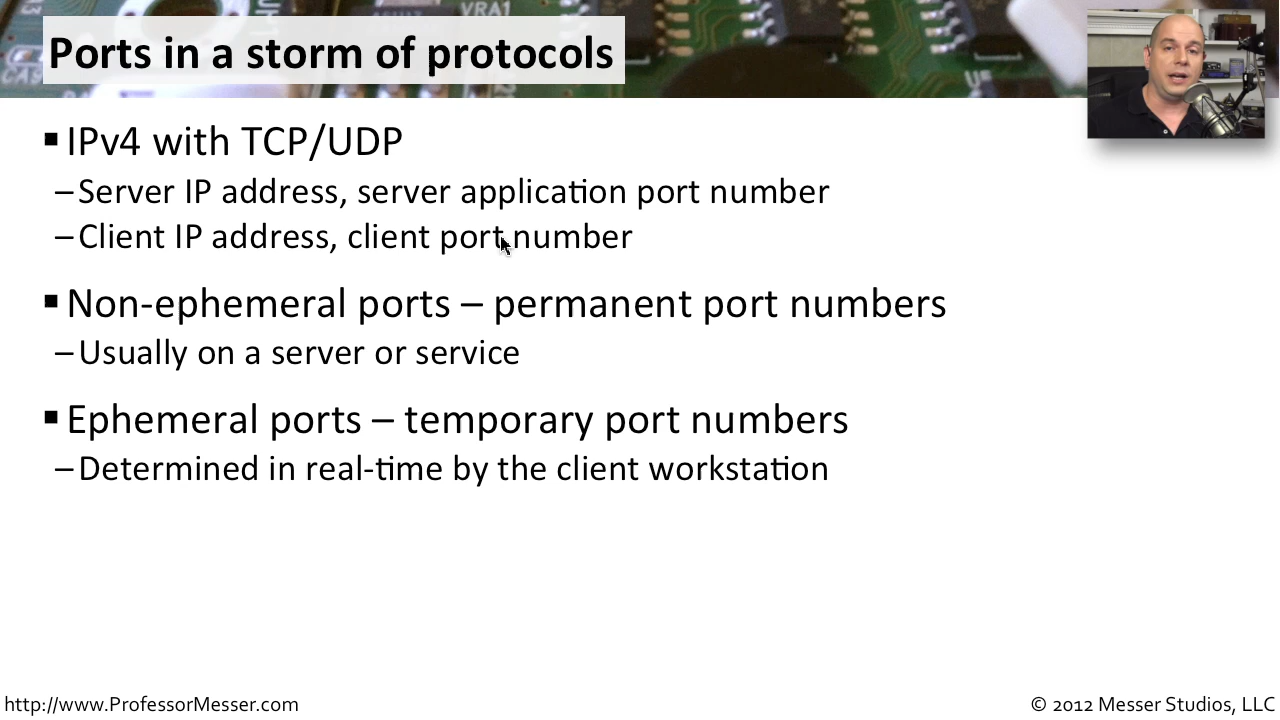 VRA1
Ports in a storm of protocols
▪ IPv4 with TCP/UDP
– Server IP address, server application port number
– Client IP address, client port number
▪ Non-ephemeral ports – permanent port numbers
– Usually on a server or service
▪ Ephemeral ports – temporary port numbers
– Determined in real-time by the client workstation
http://www.ProfessorMesser.com
© 2012 Messer Studios, LLC